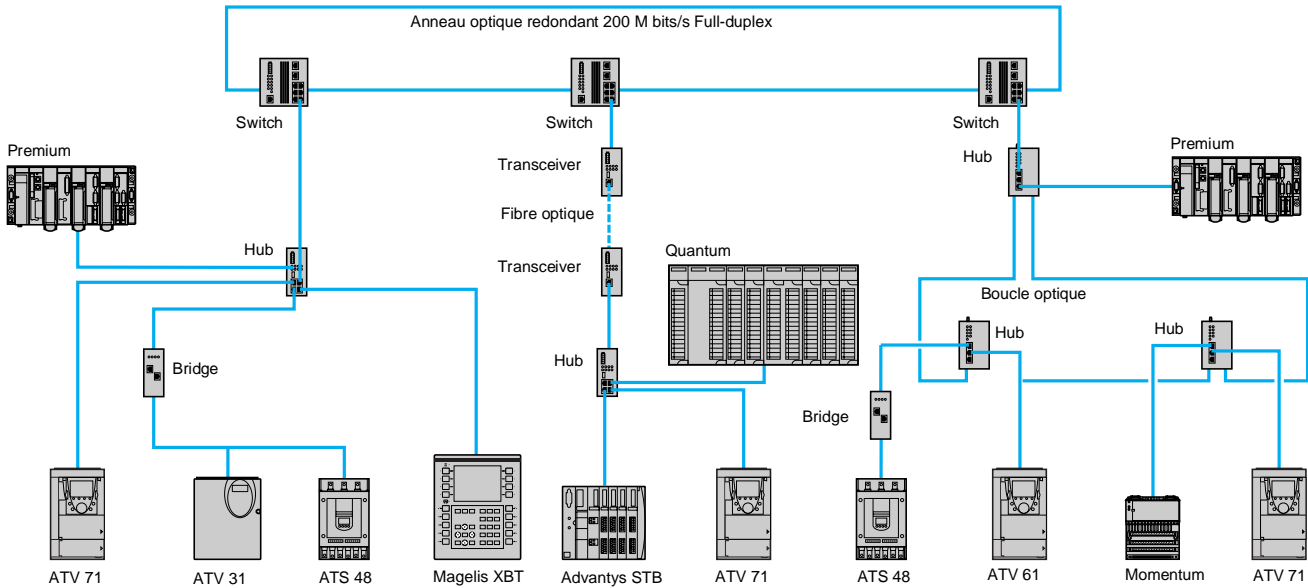 Anneau optique redondant 200 M bits/s Full-duplex
Switch
Switch
Switch
Premium
Transceiver
Hub
Premium
Fibre optique
Hub
Transceiver
Quantum
Boucle optique
Hub
Hub
Bridge
Hub
Bridge
ATV 71
ATV 31
ATS 48
Magelis XBT
Advantys STB
ATV 71
ATS 48
ATV 61
Momentum
ATV 71